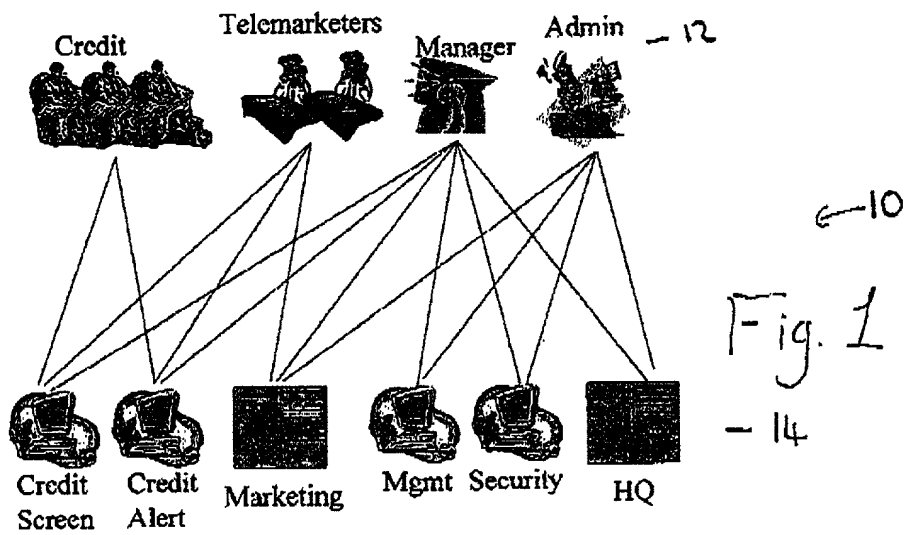 Credit
Telemarketers
Manager
Admin
- 12
10
Fig. 1
- 14
Credit
Screen
Credit
Alert
Marketing
Mgmt
Security
HQ